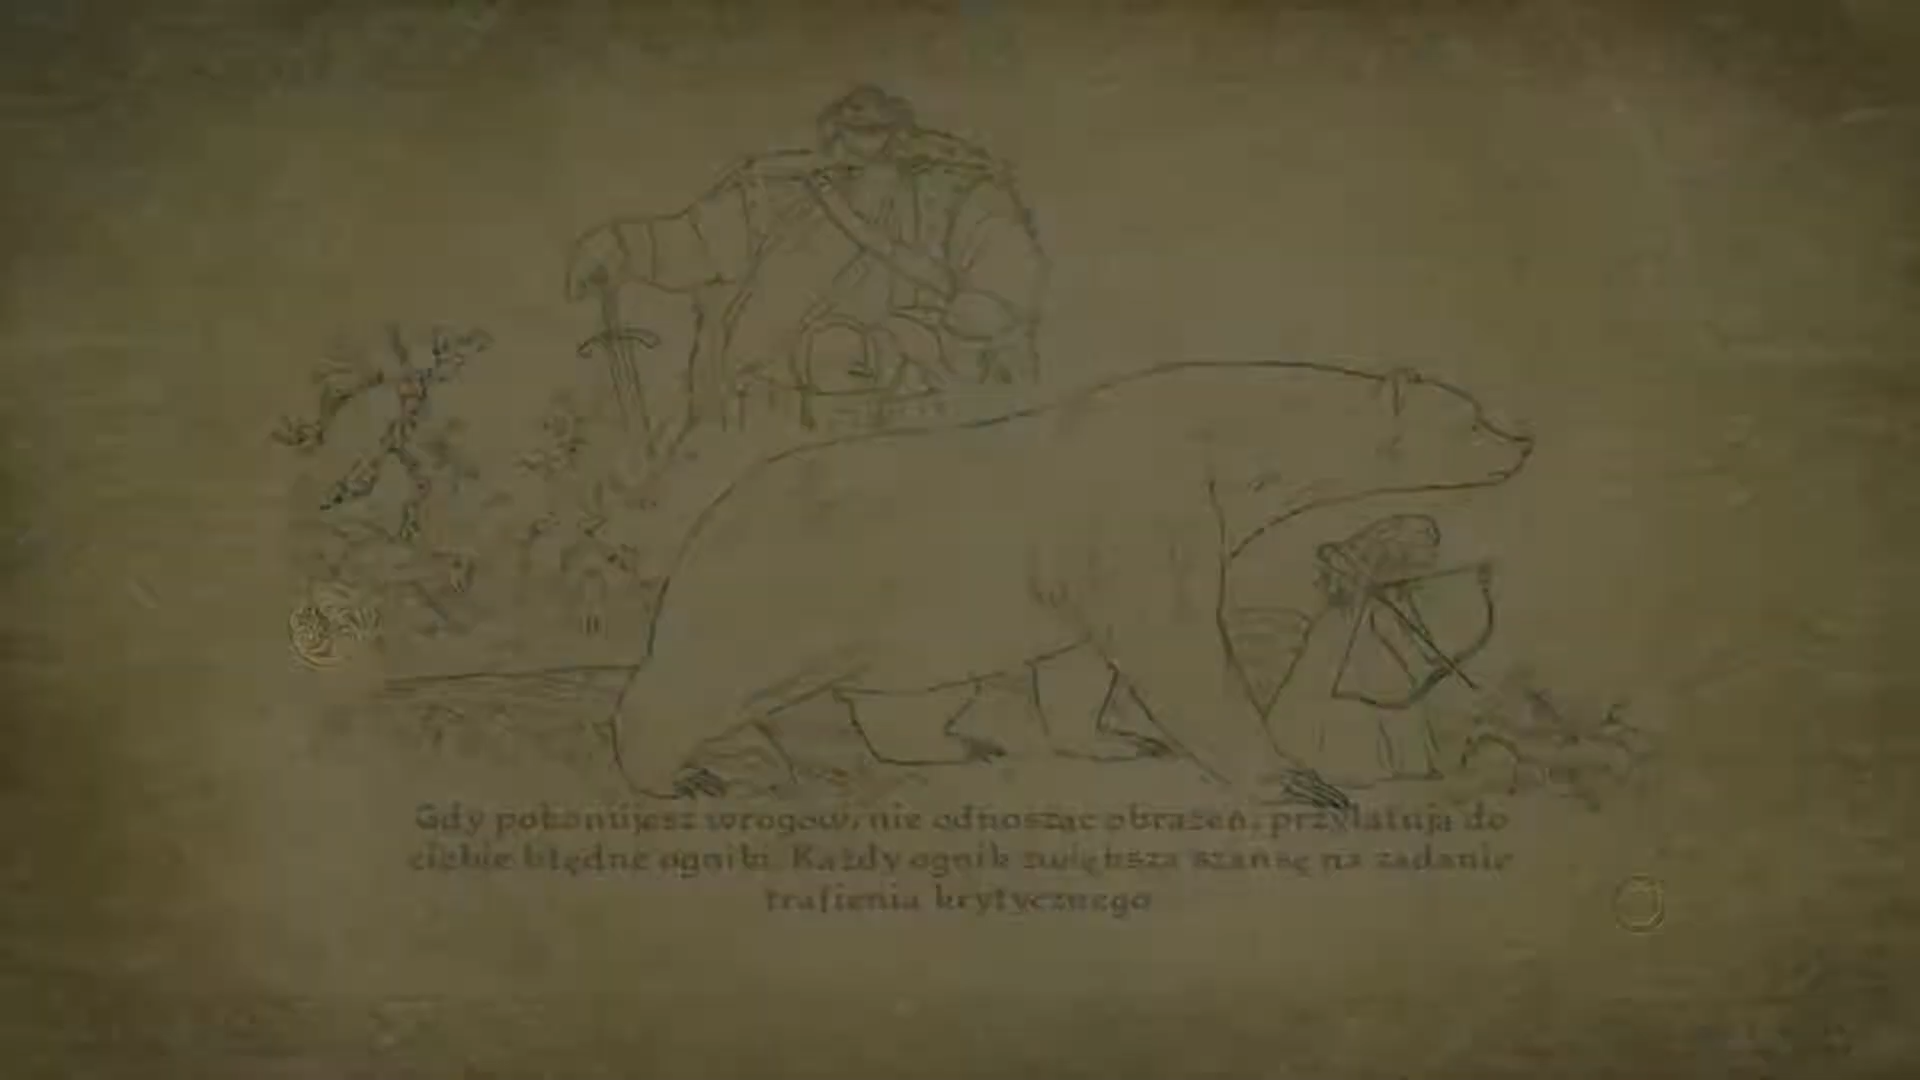 Gdy pokonujesz wrogów, nie odnosząc obrażeń, przylatują do
ciebie błędne ogniki. Każdy ognik zwiększa szansę na zadanie
trafienia krytycznego